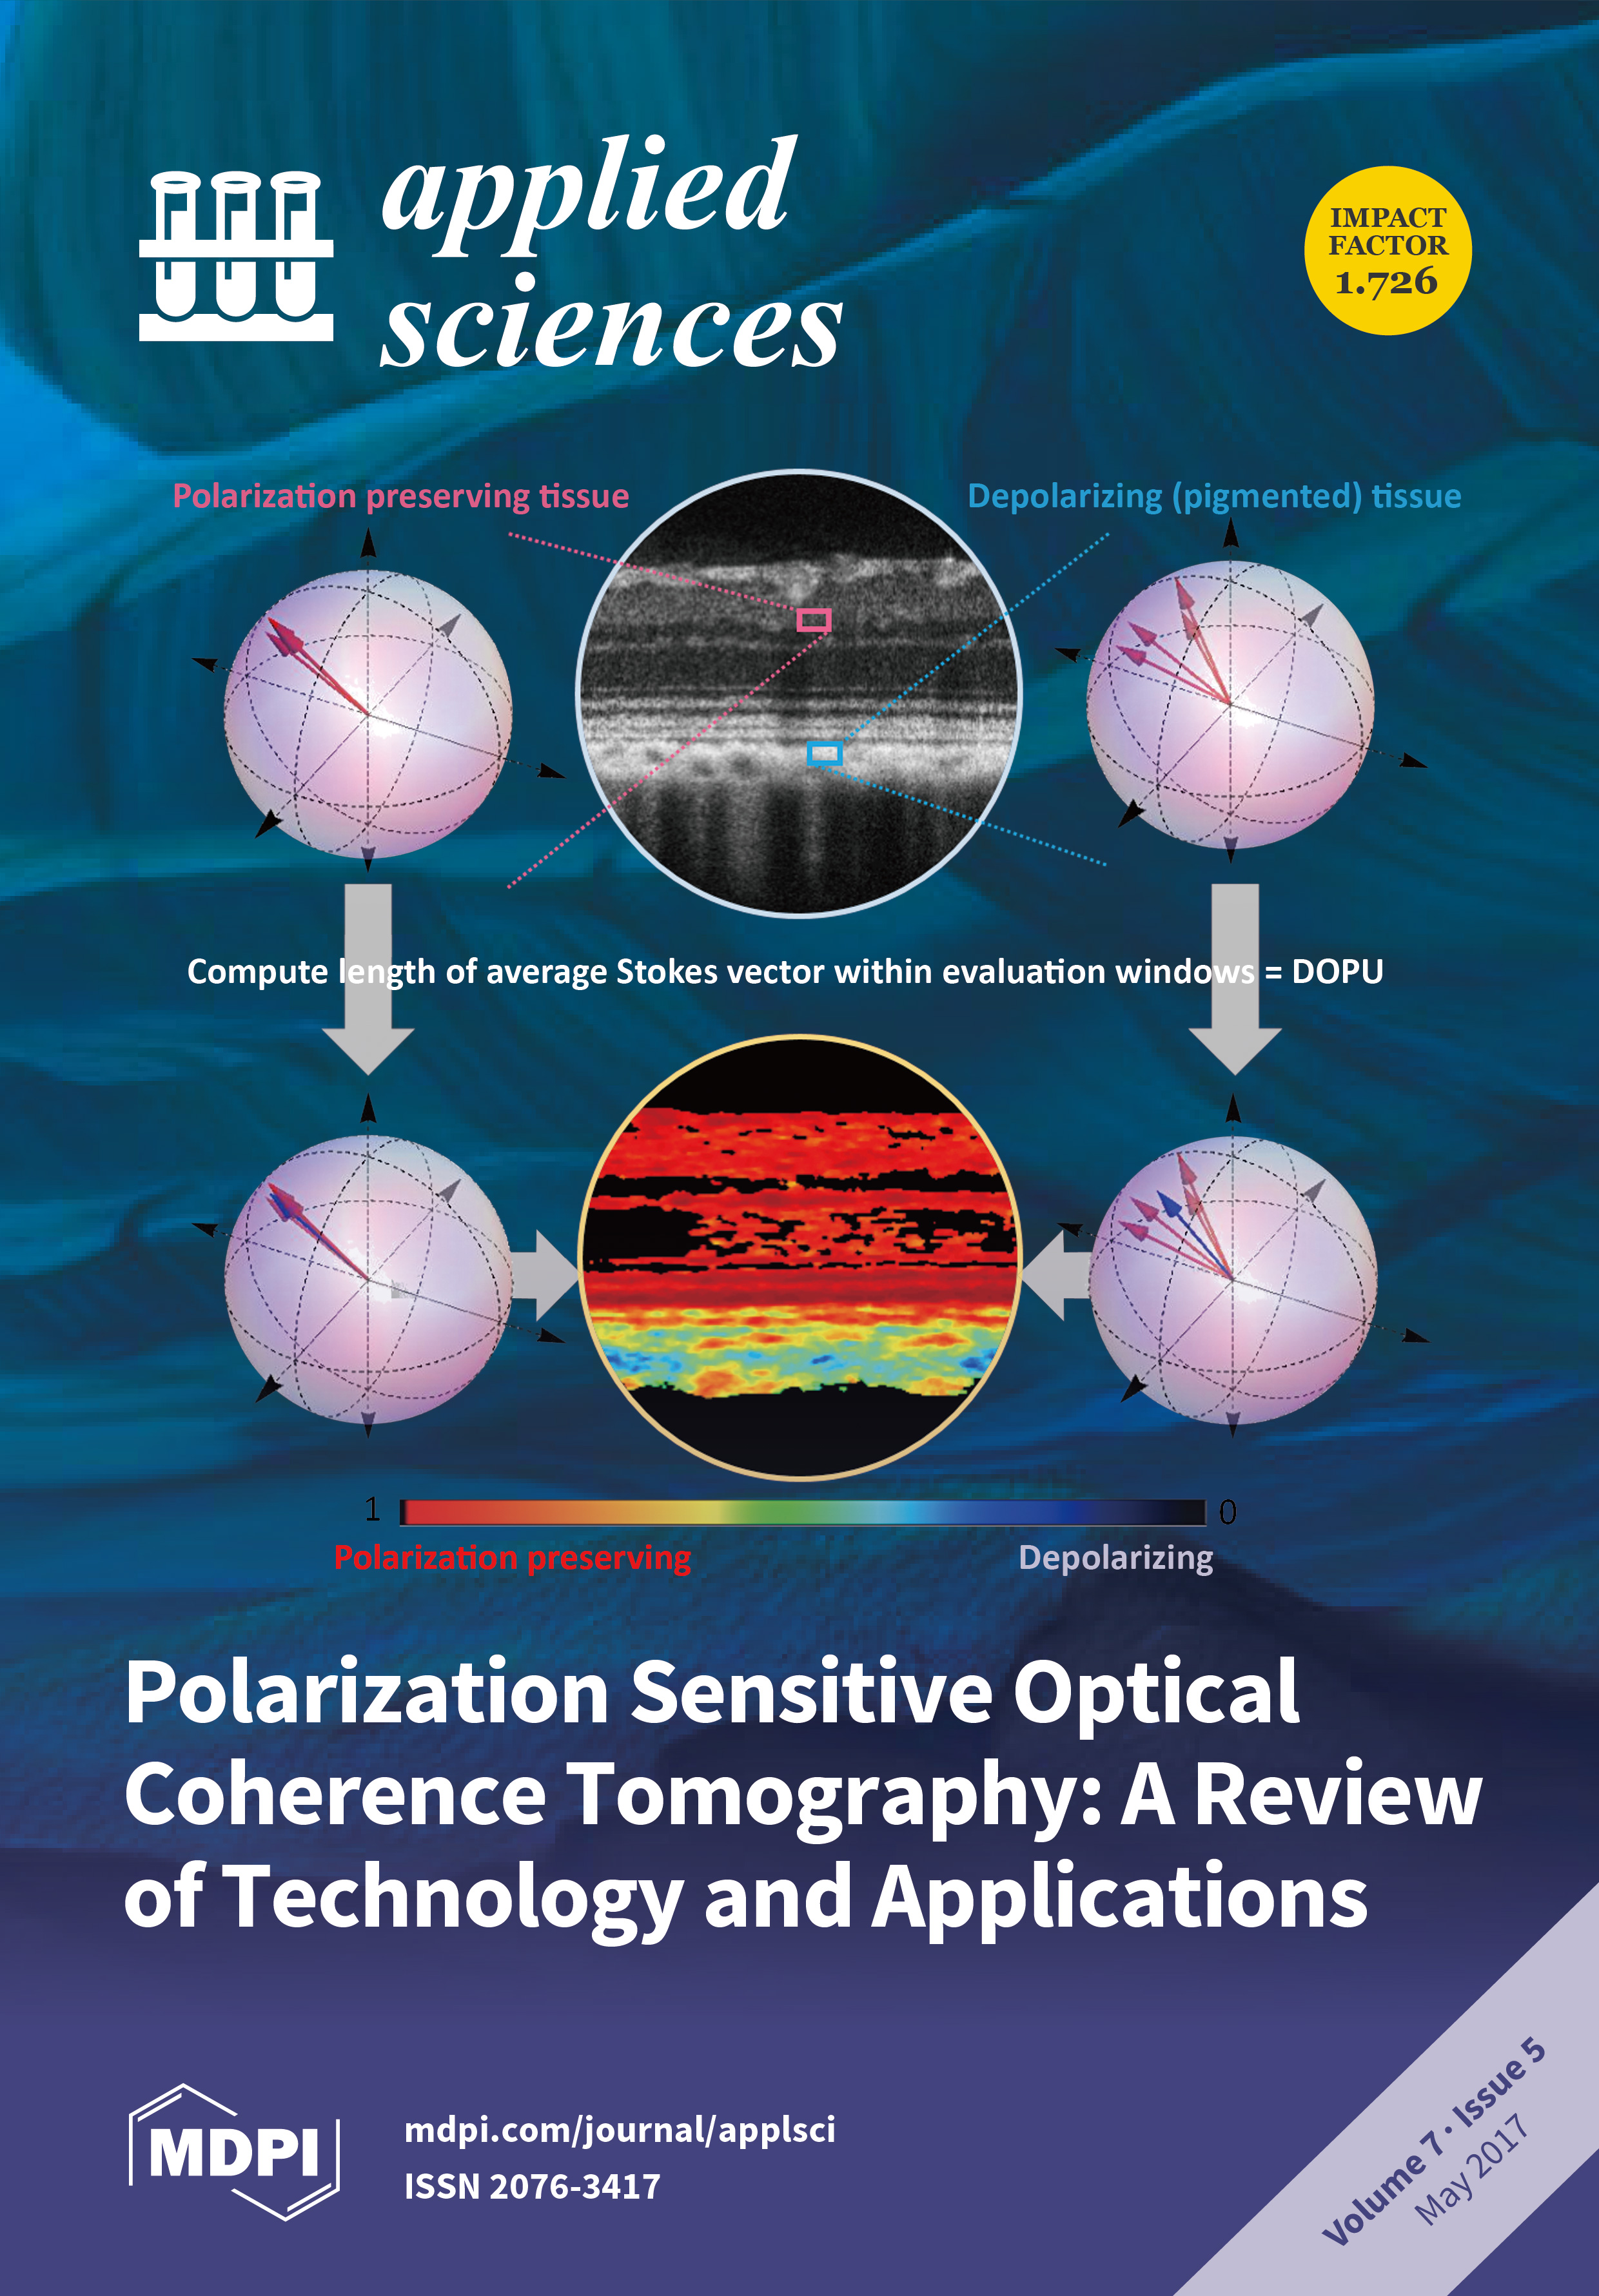 applied
sciences
IMPACT
FACTOR
1.726
Polarization preserving tissue
Depolarizing (pigmented) tissue
Compute length of average Stokes vector within evaluation windows = DOPU
1
0
Polarization preserving
Depolarizing
Polarization Sensitive Optical
Coherence Tomography: A Review
of Technology and Applications
MDPI
mdpi.com/journal/applsci
ISSN 2076-3417
Volume 7 · Issue 5
May 2017